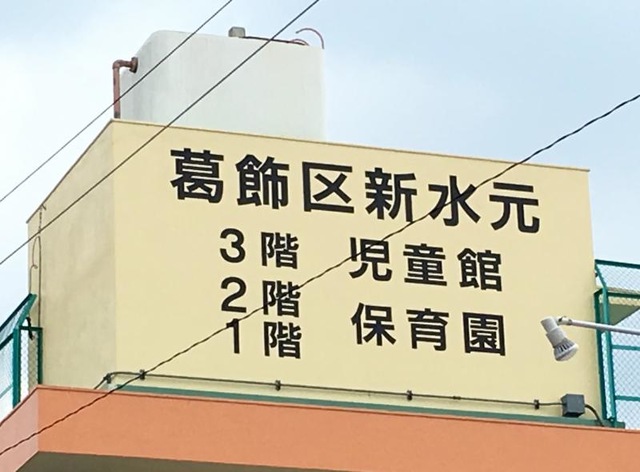 葛飾区新水元
3階 児童館
2階
1階 保育園